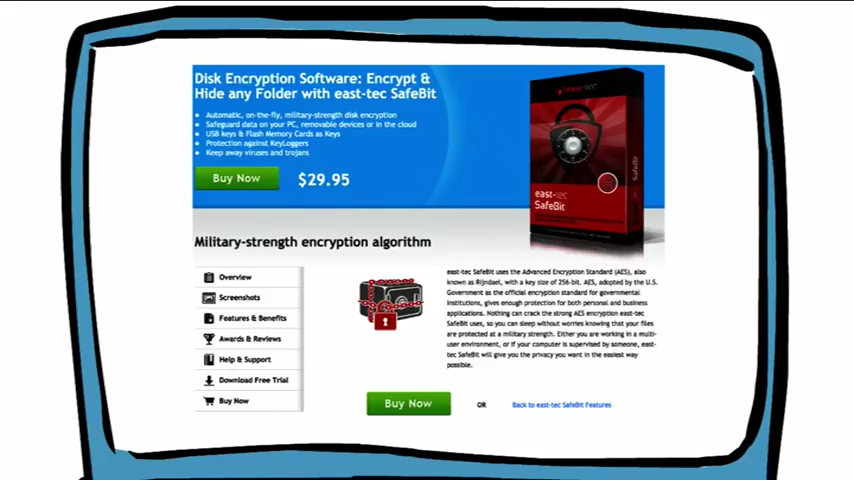 Disk Encryption Software: Encrypt &
Hide any Folder with east-tec SafeBit
Automatic, on-the-fly, military-strength disk encryption
Safeguard data on your PC, removable devices or in the cloud
USB keys & Flash Memory Cards as Keys
Protection against KeyLoggers
Keep away viruses and trojans
Buy Now
$29.95
east-tec
east-tec
SafeBit
SafeBit
Military-strength encryption algorithm
Overview
Screenshots
Features & Benefits
Awards & Reviews
Help & Support
Download Free Trial
Buy Now
east-tec SafeBit uses the Advanced Encryption Standard (AES), also
known as Rijndael, with a key size of 256-bit. AES, adopted by the U.S.
Government as the official encryption standard for governmental
institutions, gives enough protection for both personal and business
applications. Nothing can crack the strong AES encryption east-tec
SafeBit uses, so you can sleep without worries knowing that your files
are protected at a military strength. Either you are working in a multi-
user environment, or if your computer is supervised by someone, east-
tec SafeBit will give you the privacy you want in the easiest way
possible.
Buy Now
OR
Back to east-tec SafeBit Features